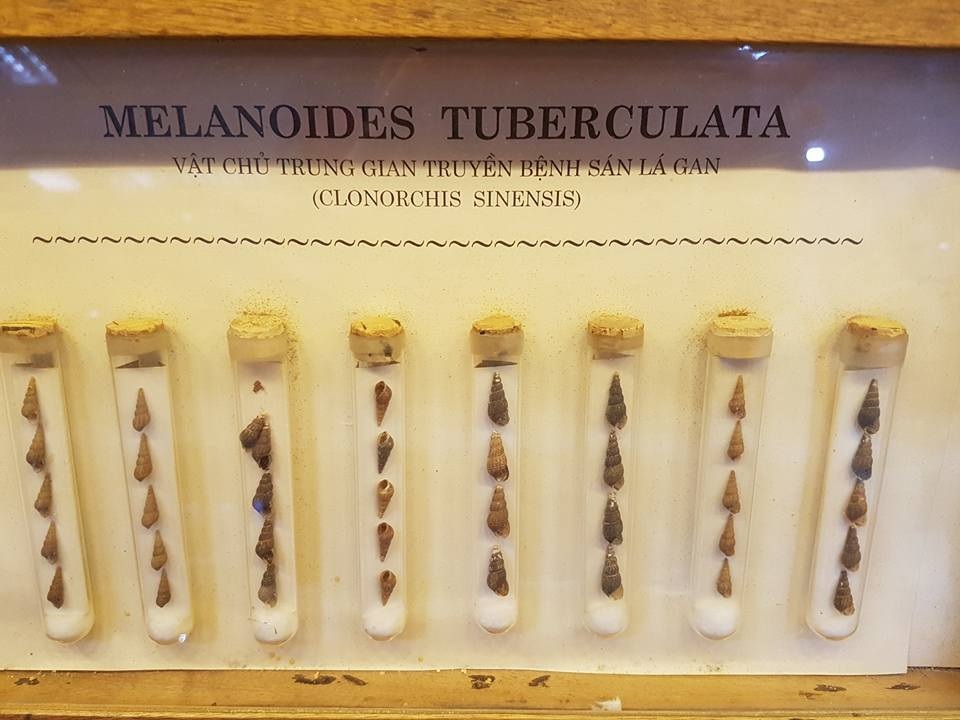 MELANOIDES TUBERCULATA
VẬT CHỦ TRUNG GIAN TRUYỀN BỆNH SÁN LÁ GAN
(CLONORCHIS SINENSIS)